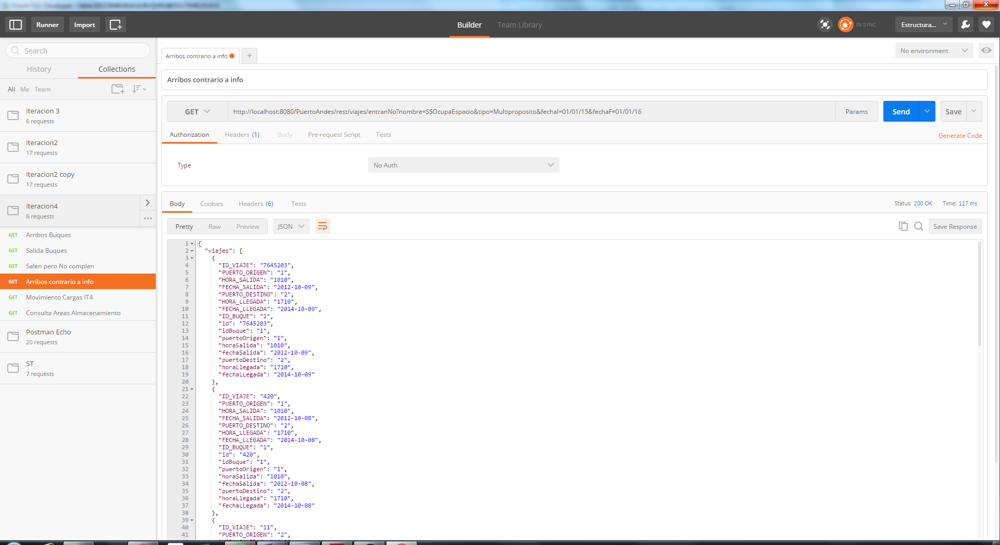 Runner
Import
Builder
Team Library
IN SYNC
Estructura...
Search
History
Collections
All Me Team
Iteracion 3
6 requests
Iteracion2
17 requests
Iteracion2 copy
17 requests
Iteracion4
6 requests
GET Arribos Buques
GET Salida Buques
GET Salen pero No complen
GET Arribos contrario a info
GET Movimiento Cargas IT4
GET Consulta Areas Almacenamiento
Postman Echo
20 requests
ST
7 requests
Arribos contrario a info
No environment
Arribos contrario a info
GET
http://localhost:8080/PuertoAndes/rest/viajes/entranNo?nombre=SSOcupaEspacio&tipo=Multiproposito&fechaI=01/01/15&fechaF=01/01/16
Params
Send
Save
Authorization Headers (1) Body Pre-request Script Tests
Generate Code
Type
No Auth
Body Cookies Headers (6) Tests
Status: 200 OK Time: 117 ms
Pretty Raw Preview JSON
Save Response
1 {
2 "viajes": [
3 {
4 "ID_VIAJE": "7645203",
5 "PUERTO_ORIGEN": "1",
6 "HORA_SALIDA": "1010",
7 "FECHA_SALIDA": "2012-10-09",
8 "PUERTO_DESTINO": "2",
9 "HORA_LLEGADA": "1710",
10 "FECHA_LLEGADA": "2014-10-09",
11 "ID_BUQUE": "1",
12 "id": "7645203",
13 "idBuque": "1",
14 "puertoOrigen": "1",
15 "horaSalida": "1010",
16 "fechaSalida": "2012-10-09",
17 "puertoDestino": "2",
18 "horaLlegada": "1710",
19 "fechaLLegada": "2014-10-09"
20 },
21 {
22 "ID_VIAJE": "420",
23 "PUERTO_ORIGEN": "1",
24 "HORA_SALIDA": "1010",
25 "FECHA_SALIDA": "2012-10-08",
26 "PUERTO_DESTINO": "2",
27 "HORA_LLEGADA": "1710",
28 "FECHA_LLEGADA": "2014-10-08",
29 "ID_BUQUE": "1",
30 "id": "420",
31 "idBuque": "1",
32 "puertoOrigen": "1",
33 "horaSalida": "1010",
34 "fechaSalida": "2012-10-08",
35 "puertoDestino": "2",
36 "horaLlegada": "1710",
37 "fechaLLegada": "2014-10-08"
38 },
39 {
40 "ID_VIAJE": "11",
41 "PUERTO_ORIGEN": "2",